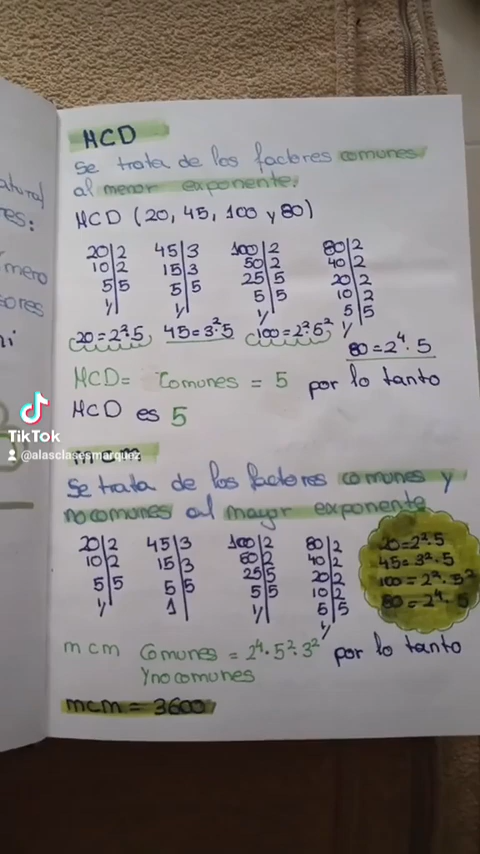 atural
res:
mero
sores
ni
MCD
Se trata de los factores comunes
al menor exponente.
MCD (20, 45, 100 y 80)
20|2 45|3 100|2 80|2
10|2 15|3 50|2 40|2
5|5 5|5 25|5 20|2
1 1 5|5 10|2
1 5|5
1
20=2²·5 45=3²·5 100=2²·5²
80=2⁴·5
MCD= Comunes = 5 por lo tanto
MCD es 5
TikTok
@alasclasesmarquez
mcm
Se trata de los factores comunes y
no comunes al mayor exponente
20|2 45|3 100|2 80|2
10|2 15|3 50|2 40|2
5|5 5|5 25|5 20|2
1 1 5|5 10|2
1 5|5
1
20=2²·5
45=3²·5
100=2²·5²
80=2⁴·5
mcm Comunes = 2⁴·5²·3² por lo tanto
y no comunes
mcm = 3600